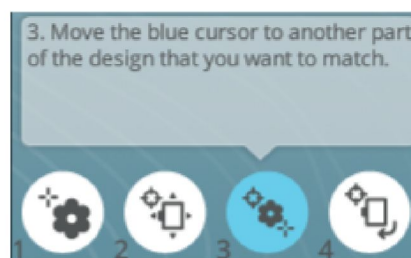 3. Move the blue cursor to another part
of the design that you want to match.
1 2 3 4